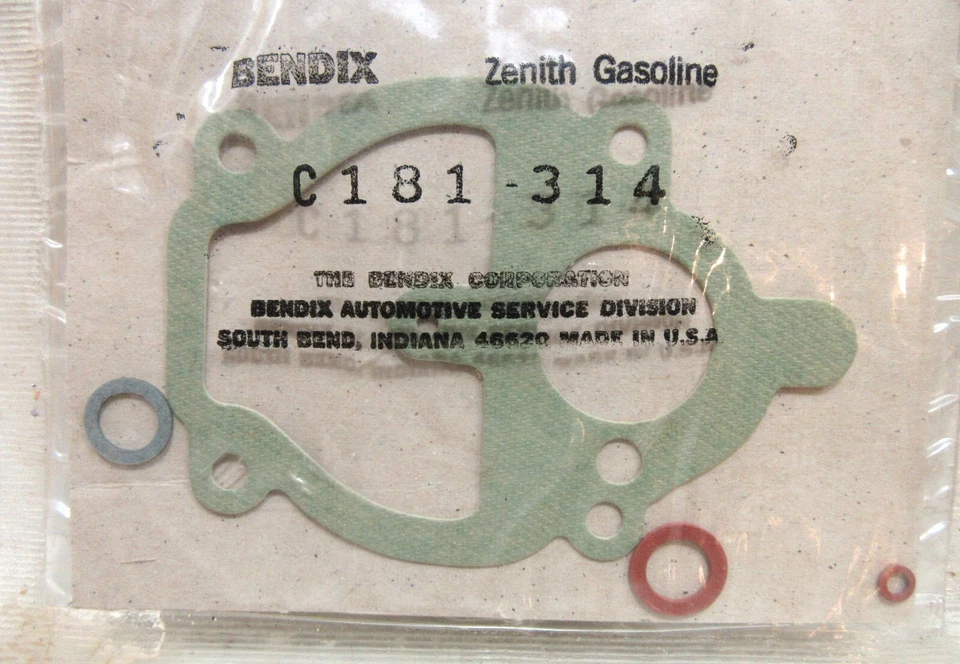 BENDIX Zenith Gasoline
C181-314
THE BENDIX CORPORATION
BENDIX AUTOMOTIVE SERVICE DIVISION
SOUTH BEND, INDIANA 46620 MADE IN U.S.A